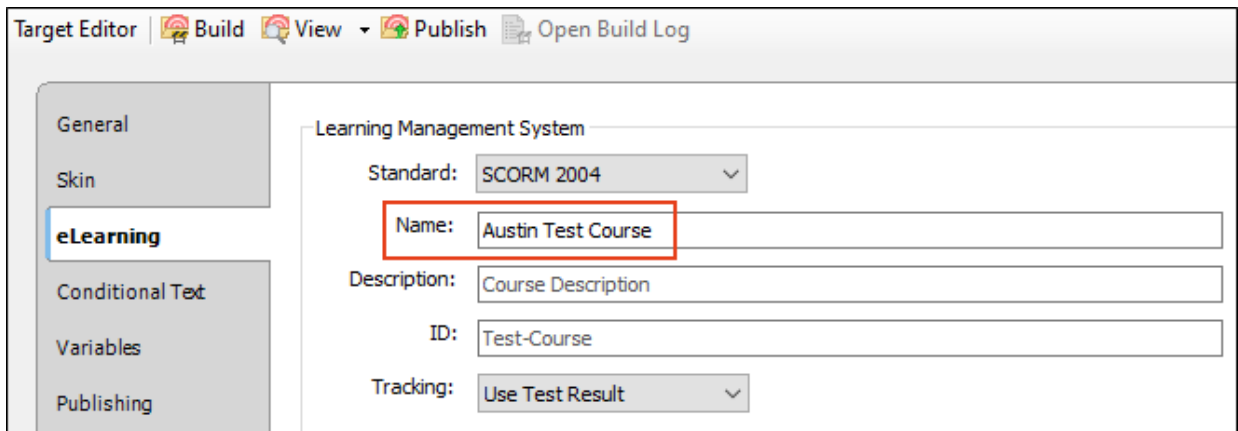 Target Editor Build View Publish Open Build Log
General
Skin
eLearning
Conditional Text
Variables
Publishing
Learning Management System
Standard: SCORM 2004
Name: Austin Test Course
Description: Course Description
ID: Test-Course
Tracking: Use Test Result